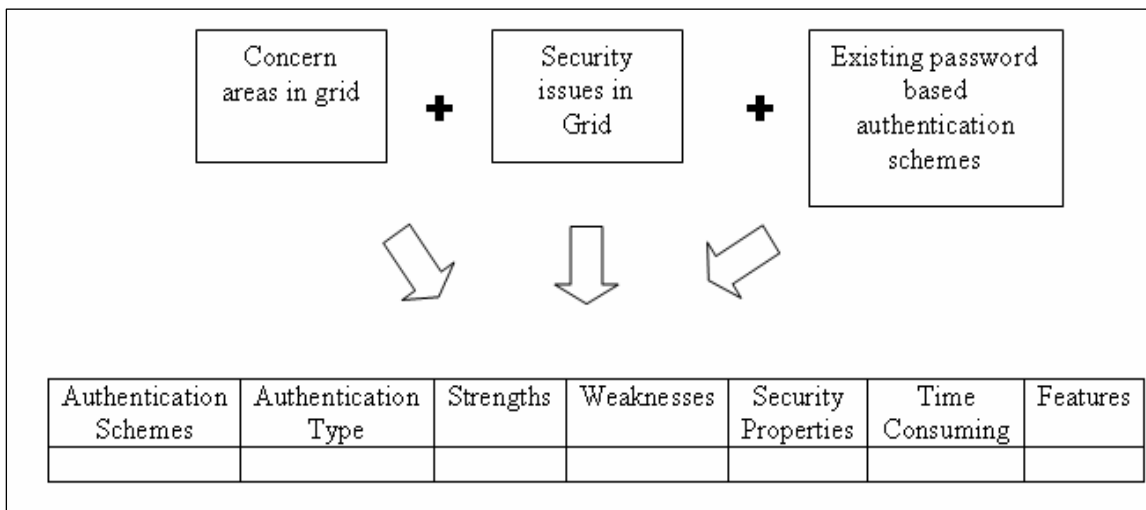 Concern
areas in grid
+
Security
issues in
Grid
+
Existing password
based
authentication
schemes
Authentication
Schemes
Authentication
Type
Strengths
Weaknesses
Security
Properties
Time
Consuming
Features